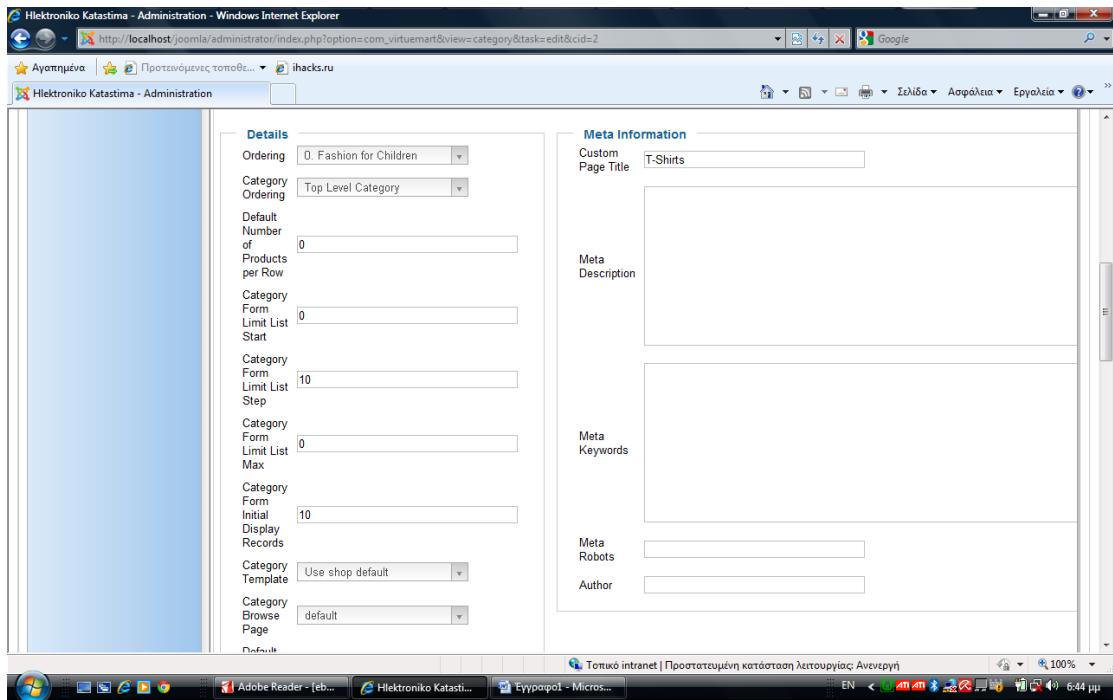 Hlektroniko Katastima - Administration - Windows Internet Explorer
http://localhost/joomla/administrator/index.php?option=com_virtuemart&view=category&task=edit&cid=2
Google
Αγαπημένα
Προτεινόμενες τοποθε...
ihacks.ru
Hlektroniko Katastima - Administration
Σελίδα
Ασφάλεια
Εργαλεία
Details
Ordering
0. Fashion for Children
Category
Ordering
Top Level Category
Default
Number
of
Products
per Row
0
Category
Form
Limit List
Start
0
Category
Form
Limit List
Step
10
Category
Form
Limit List
Max
0
Category
Form
Initial
Display
Records
10
Category
Template
Use shop default
Category
Browse
Page
default
Default
Meta Information
Custom
Page Title
T-Shirts
Meta
Description
Meta
Keywords
Meta
Robots
Author
Τοπικό intranet | Προστατευμένη κατάσταση λειτουργίας: Ανενεργή
100%
Adobe Reader - [eb...
Hlektroniko Katasti...
Έγγραφο1 - Micros...
EN
6:44 μμ